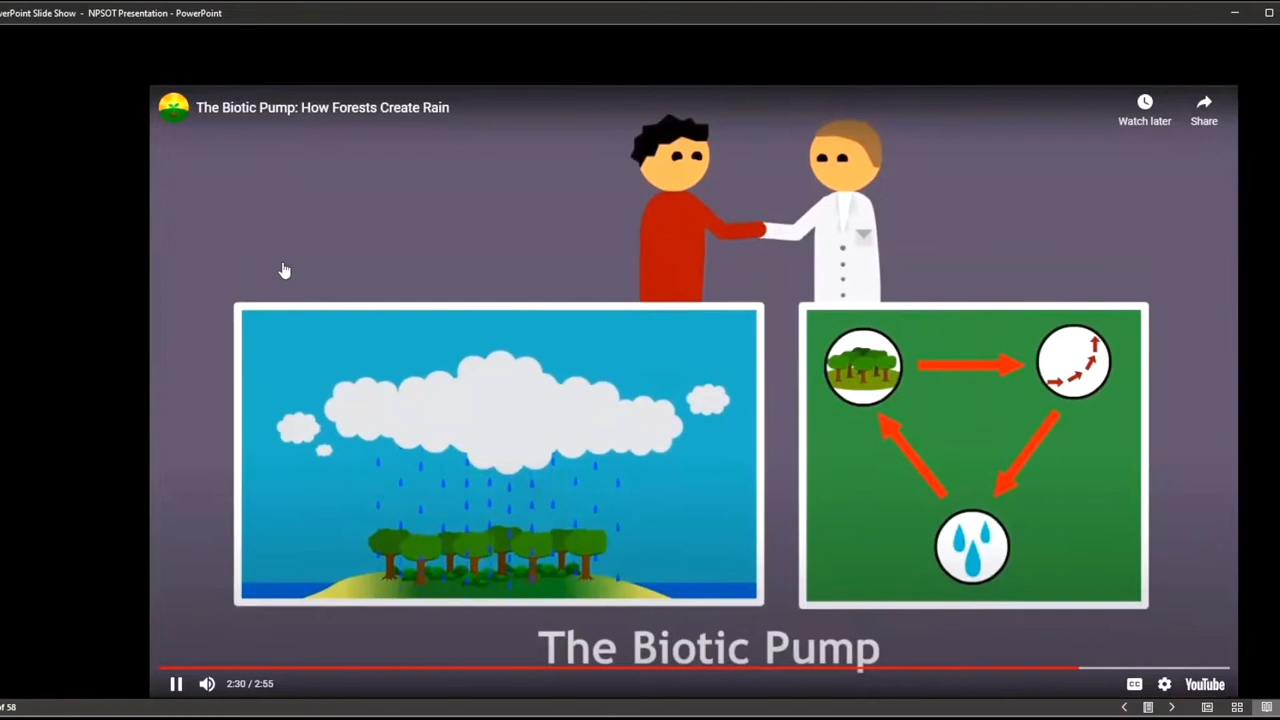 erPoint Slide Show - NPSOT Presentation - PowerPoint
The Biotic Pump: How Forests Create Rain
Watch later
Share
The Biotic Pump
2:30 / 2:55
CC
YouTube
of 58